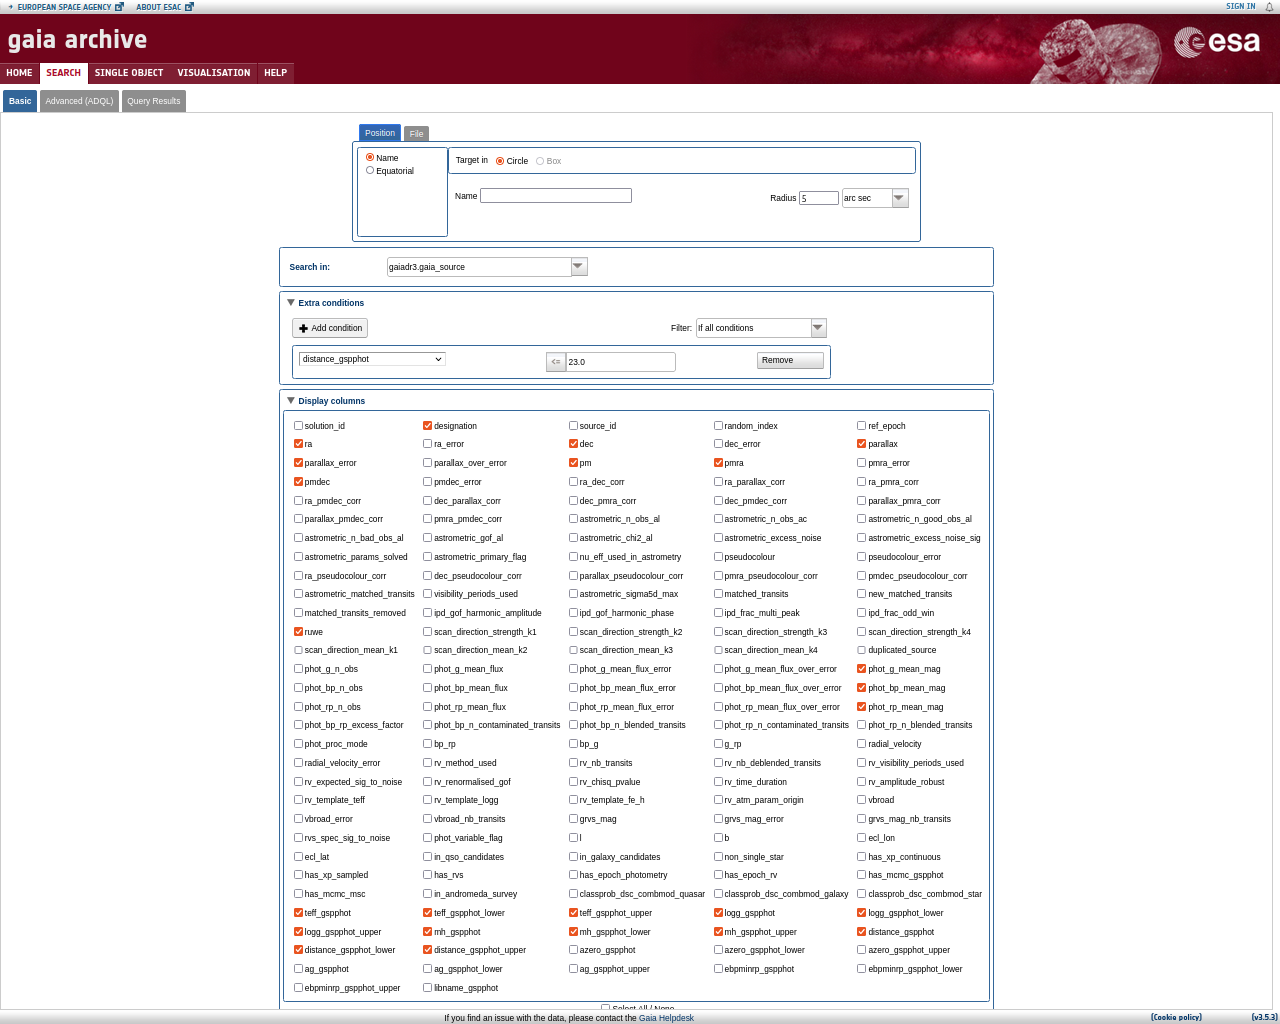 EUROPEAN SPACE AGENCY ABOUT ESAC SIGN IN
gaia archive esa
HOME SEARCH SINGLE OBJECT VISUALISATION HELP
Basic Advanced (ADQL) Query Results
Position File
Name Target in Circle Box
Equatorial
Name Radius 5 arc sec
Search in: gaiadr3.gaia_source
Extra conditions
Add condition Filter: If all conditions
distance_gspphot <= 23.0 Remove
Display columns
solution_id designation source_id random_index ref_epoch
ra ra_error dec dec_error parallax
parallax_error parallax_over_error pm pmra pmra_error
pmdec pmdec_error ra_dec_corr ra_parallax_corr ra_pmra_corr
ra_pmdec_corr dec_parallax_corr dec_pmra_corr dec_pmdec_corr parallax_pmra_corr
parallax_pmdec_corr pmra_pmdec_corr astrometric_n_obs_al astrometric_n_obs_ac astrometric_n_good_obs_al
astrometric_n_bad_obs_al astrometric_gof_al astrometric_chi2_al astrometric_excess_noise astrometric_excess_noise_sig
astrometric_params_solved astrometric_primary_flag nu_eff_used_in_astrometry pseudocolour pseudocolour_error
ra_pseudocolour_corr dec_pseudocolour_corr parallax_pseudocolour_corr pmra_pseudocolour_corr pmdec_pseudocolour_corr
astrometric_matched_transits visibility_periods_used astrometric_sigma5d_max matched_transits new_matched_transits
matched_transits_removed ipd_gof_harmonic_amplitude ipd_gof_harmonic_phase ipd_frac_multi_peak ipd_frac_odd_win
ruwe scan_direction_strength_k1 scan_direction_strength_k2 scan_direction_strength_k3 scan_direction_strength_k4
scan_direction_mean_k1 scan_direction_mean_k2 scan_direction_mean_k3 scan_direction_mean_k4 duplicated_source
phot_g_n_obs phot_g_mean_flux phot_g_mean_flux_error phot_g_mean_flux_over_error phot_g_mean_mag
phot_bp_n_obs phot_bp_mean_flux phot_bp_mean_flux_error phot_bp_mean_flux_over_error phot_bp_mean_mag
phot_rp_n_obs phot_rp_mean_flux phot_rp_mean_flux_error phot_rp_mean_flux_over_error phot_rp_mean_mag
phot_bp_rp_excess_factor phot_bp_n_contaminated_transits phot_bp_n_blended_transits phot_rp_n_contaminated_transits phot_rp_n_blended_transits
phot_proc_mode bp_rp bp_g g_rp radial_velocity
radial_velocity_error rv_method_used rv_nb_transits rv_nb_deblended_transits rv_visibility_periods_used
rv_expected_sig_to_noise rv_renormalised_gof rv_chisq_pvalue rv_time_duration rv_amplitude_robust
rv_template_teff rv_template_logg rv_template_fe_h rv_atm_param_origin vbroad
vbroad_error vbroad_nb_transits grvs_mag grvs_mag_error grvs_mag_nb_transits
rvs_spec_sig_to_noise phot_variable_flag l b ecl_lon
ecl_lat in_qso_candidates in_galaxy_candidates non_single_star has_xp_continuous
has_xp_sampled has_rvs has_epoch_photometry has_epoch_rv has_mcmc_gspphot
has_mcmc_msc in_andromeda_survey classprob_dsc_combmod_quasar classprob_dsc_combmod_galaxy classprob_dsc_combmod_star
teff_gspphot teff_gspphot_lower teff_gspphot_upper logg_gspphot logg_gspphot_lower
logg_gspphot_upper mh_gspphot mh_gspphot_lower mh_gspphot_upper distance_gspphot
distance_gspphot_lower distance_gspphot_upper azero_gspphot azero_gspphot_lower azero_gspphot_upper
ag_gspphot ag_gspphot_lower ag_gspphot_upper ebpminrp_gspphot ebpminrp_gspphot_lower
ebpminrp_gspphot_upper libname_gspphot
Select All / None
If you find an issue with the data, please contact the Gaia Helpdesk (Cookie policy) (v3.5.3)